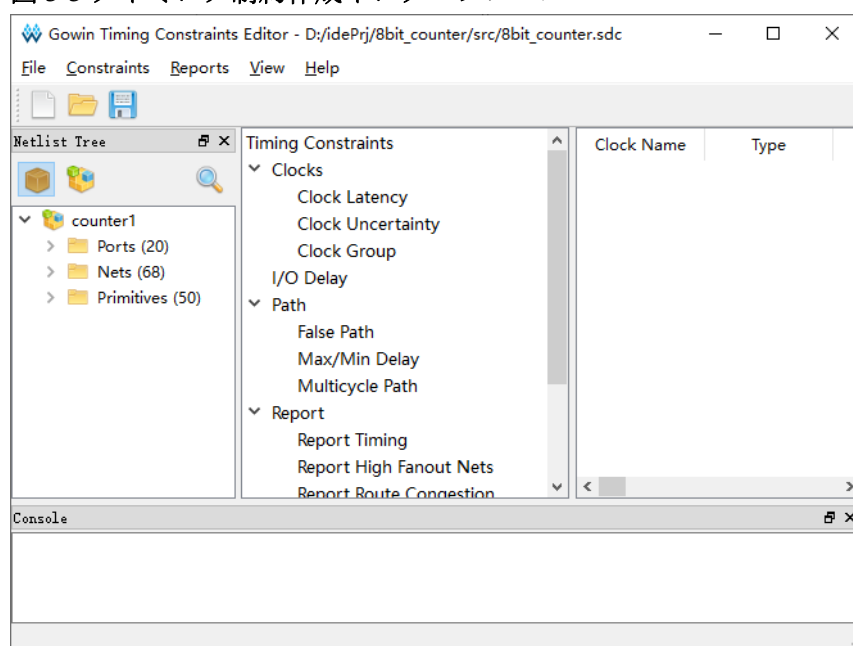 Gowin Timing Constraints Editor - D:/idePrj/8bit_counter/src/8bit_counter.sdc
File Constraints Reports View Help
Netlist Tree
counter1
Ports (20)
Nets (68)
Primitives (50)
Timing Constraints
Clocks
Clock Latency
Clock Uncertainty
Clock Group
I/O Delay
Path
False Path
Max/Min Delay
Multicycle Path
Report
Report Timing
Report High Fanout Nets
Report Route Congestion
Clock Name Type
Console